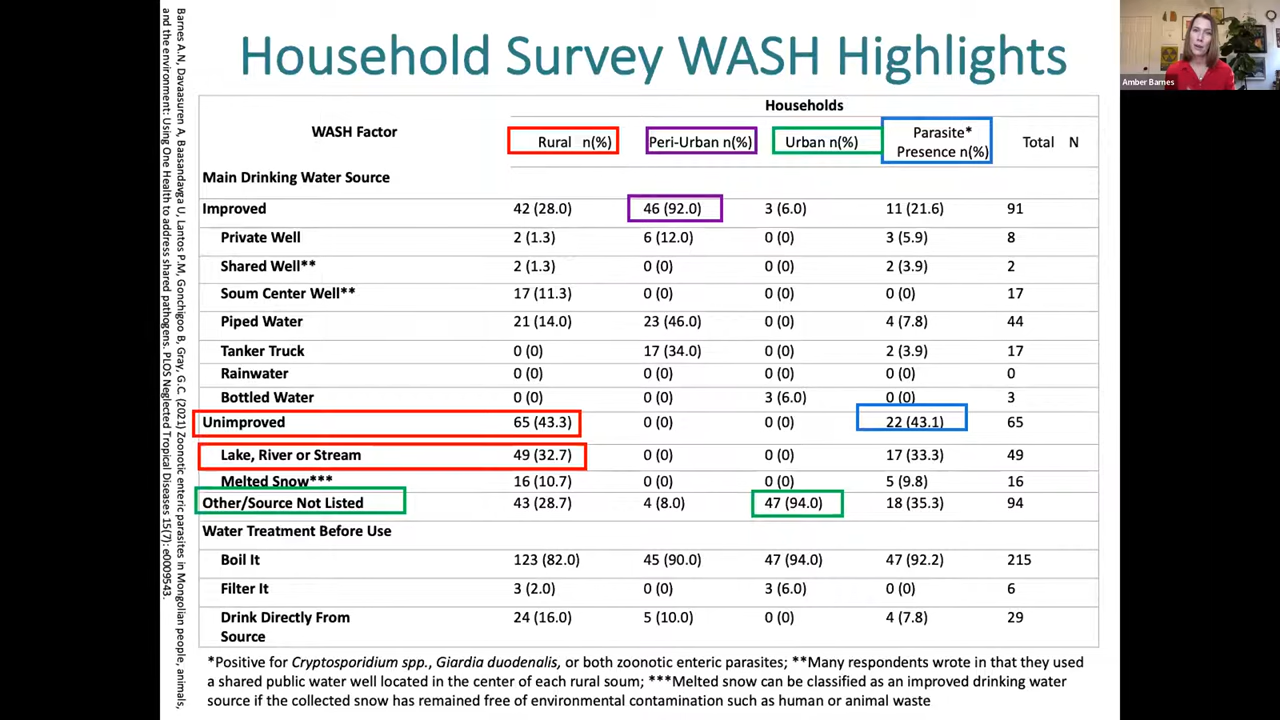 Household Survey WASH Highlights
Amber Barnes
Barnes A.N, Davaasuren A, Baasandavga U, Lantos P.M, Gonchigoo B, Gray, G.C. (2021) Zoonotic enteric parasites in Mongolian people, animals,
and the environment: Using One Health to address shared pathogens. PLOS Neglected Tropical Diseases 15(7): e0009543.
WASH Factor Households
Rural n(%) Peri-Urban n(%) Urban n(%) Parasite* Presence n(%) Total N
Main Drinking Water Source
Improved 42 (28.0) 46 (92.0) 3 (6.0) 11 (21.6) 91
Private Well 2 (1.3) 6 (12.0) 0 (0) 3 (5.9) 8
Shared Well** 2 (1.3) 0 (0) 0 (0) 2 (3.9) 2
Soum Center Well** 17 (11.3) 0 (0) 0 (0) 0 (0) 17
Piped Water 21 (14.0) 23 (46.0) 0 (0) 4 (7.8) 44
Tanker Truck 0 (0) 17 (34.0) 0 (0) 2 (3.9) 17
Rainwater 0 (0) 0 (0) 0 (0) 0 (0) 0
Bottled Water 0 (0) 0 (0) 3 (6.0) 0 (0) 3
Unimproved 65 (43.3) 0 (0) 0 (0) 22 (43.1) 65
Lake, River or Stream 49 (32.7) 0 (0) 0 (0) 17 (33.3) 49
Melted Snow*** 16 (10.7) 0 (0) 0 (0) 5 (9.8) 16
Other/Source Not Listed 43 (28.7) 4 (8.0) 47 (94.0) 18 (35.3) 94
Water Treatment Before Use
Boil It 123 (82.0) 45 (90.0) 47 (94.0) 47 (92.2) 215
Filter It 3 (2.0) 0 (0) 3 (6.0) 0 (0) 6
Drink Directly From 24 (16.0) 5 (10.0) 0 (0) 4 (7.8) 29
Source
*Positive for Cryptosporidium spp., Giardia duodenalis, or both zoonotic enteric parasites; **Many respondents wrote in that they used
a shared public water well located in the center of each rural soum; ***Melted snow can be classified as an improved drinking water
source if the collected snow has remained free of environmental contamination such as human or animal waste